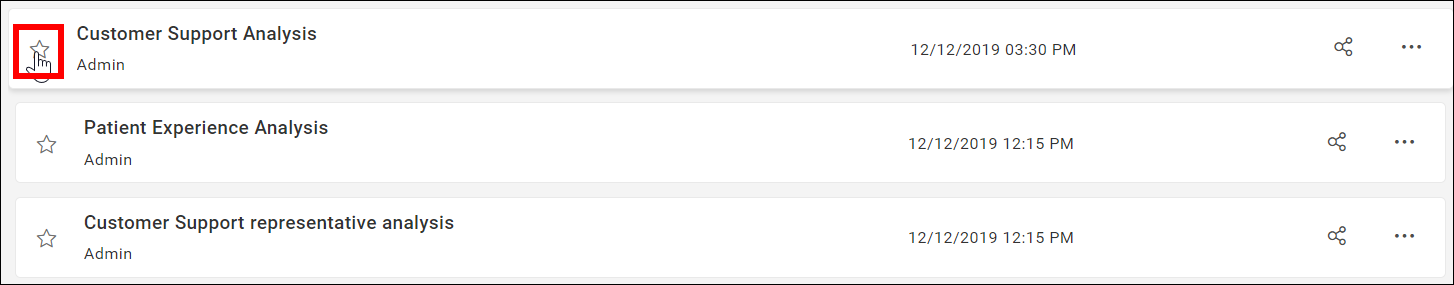 Customer Support Analysis
Admin
12/12/2019 03:30 PM
Patient Experience Analysis
Admin
12/12/2019 12:15 PM
Customer Support representative analysis
Admin
12/12/2019 12:15 PM